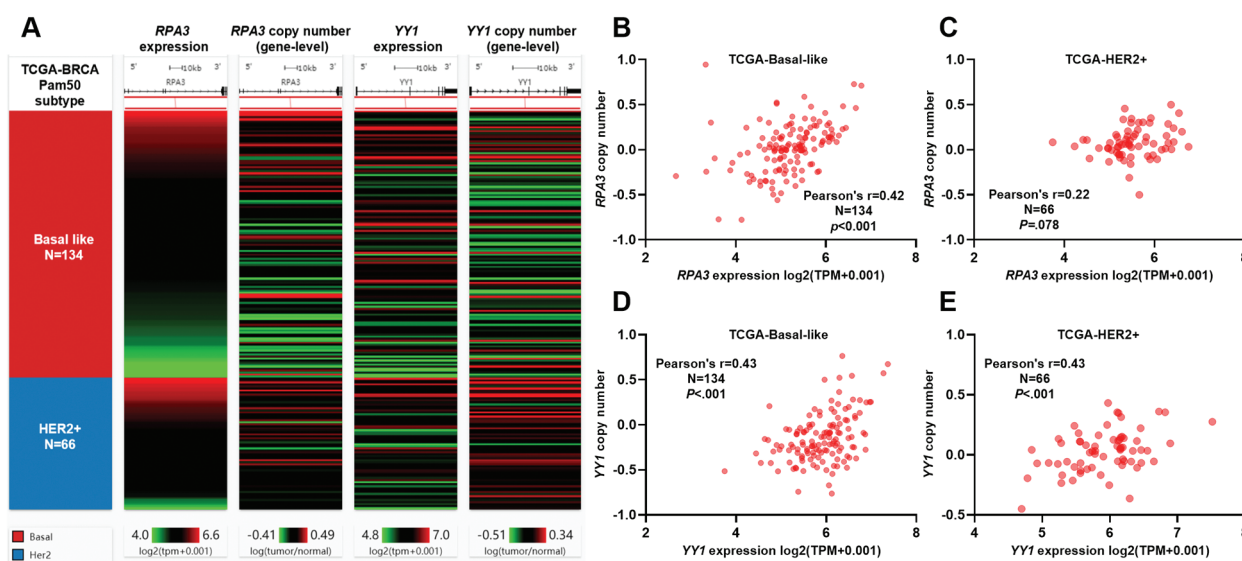 A
RPA3
expression
RPA3 copy number
(gene-level)
YY1
expression
YY1 copy number
(gene-level)
TCGA-BRCA
Pam50
subtype
5' 10kb 3'
RPA3
5' 10kb 3'
RPA3
5' 10kb 3'
YY1
5' 10kb 3'
YY1
Basal like
N=134
HER2+
N=66
Basal
Her2
4.0 6.6
log2(tpm+0.001)
-0.41 0.49
log(tumor/normal)
4.8 7.0
log2(tpm+0.001)
-0.51 0.34
log(tumor/normal)
B
TCGA-Basal-like
RPA3 copy number
1.0
0.5
0.0
-0.5
-1.0
Pearson's r=0.42
N=134
p<0.001
2 4 6 8
RPA3 expression log2(TPM+0.001)
C
TCGA-HER2+
RPA3 copy number
1.0
0.5
0.0
-0.5
-1.0
Pearson's r=0.22
N=66
P=.078
2 4 6 8
RPA3 expression log2(TPM+0.001)
D
TCGA-Basal-like
YY1 copy number
1.0
0.5
0.0
-0.5
-1.0
Pearson's r=0.43
N=134
P<.001
2 4 6 8
YY1 expression log2(TPM+0.001)
E
TCGA-HER2+
YY1 copy number
1.0
0.5
0.0
-0.5
Pearson's r=0.43
N=66
P<.001
4 5 6 7 8
YY1 expression log2(TPM+0.001)